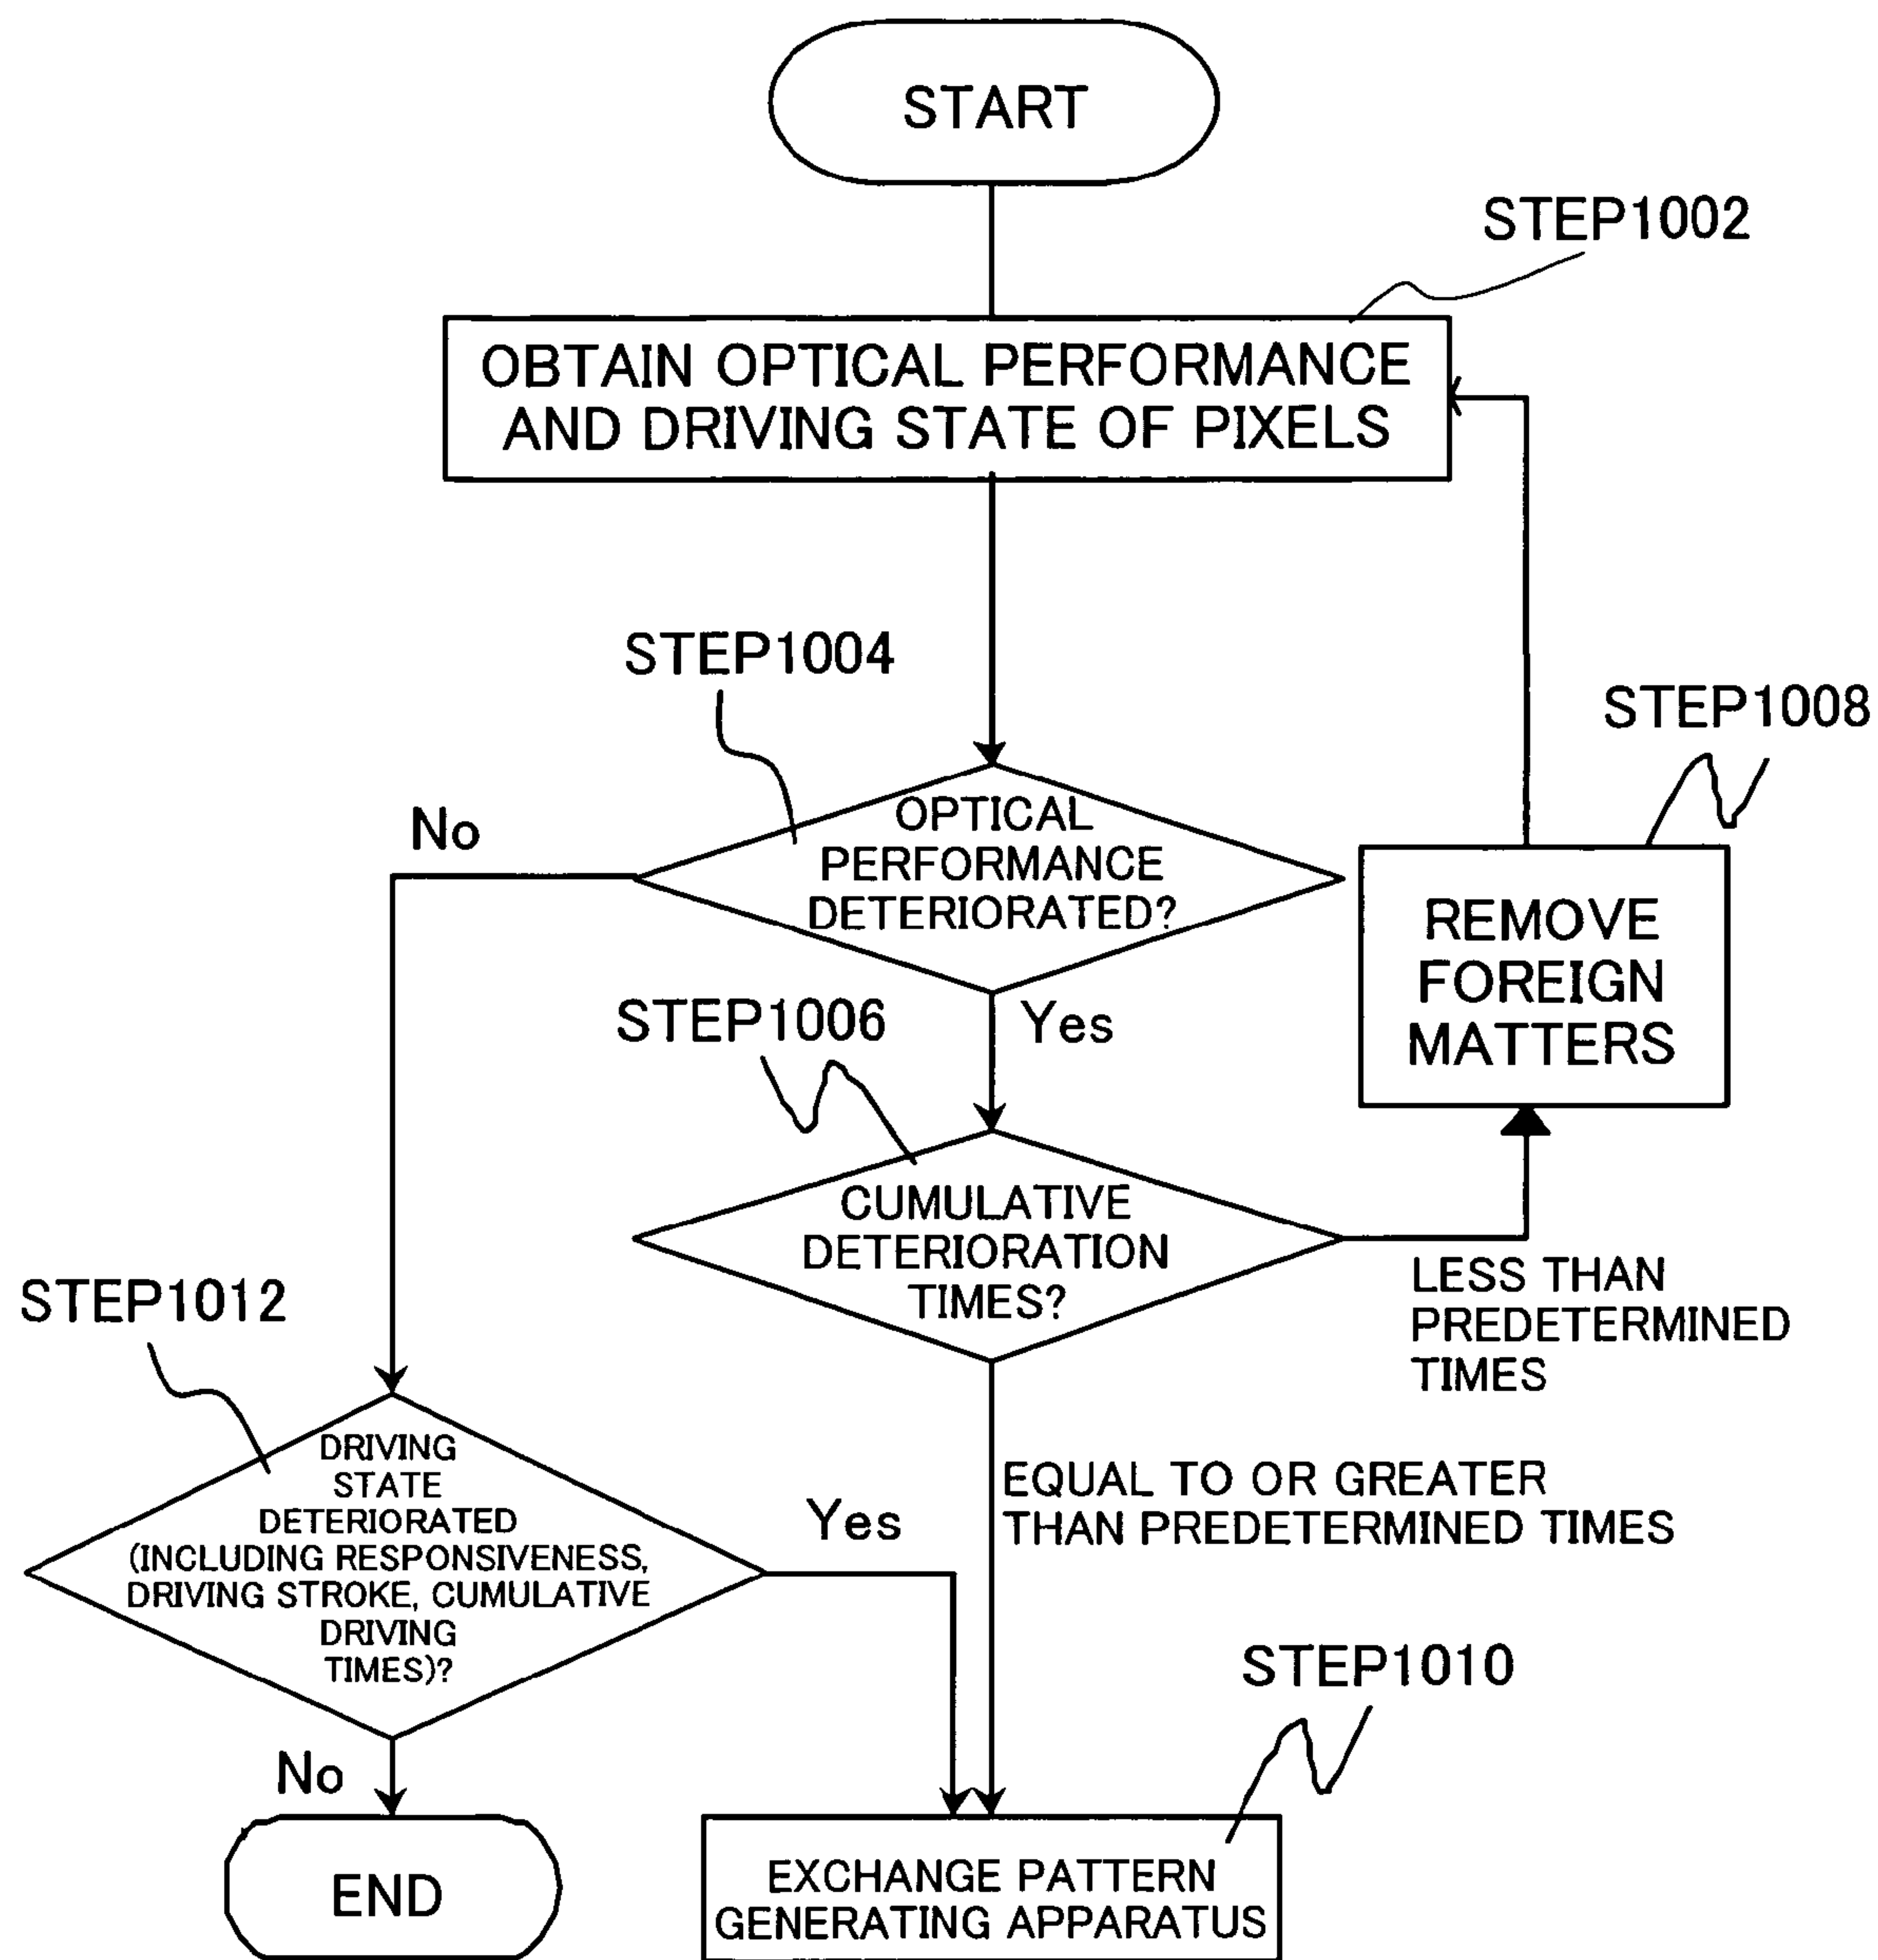 START
STEP1002
OBTAIN OPTICAL PERFORMANCE
AND DRIVING STATE OF PIXELS
STEP1004
STEP1008
No
OPTICAL
PERFORMANCE
DETERIORATED?
REMOVE
FOREIGN
MATTERS
STEP1006
Yes
CUMULATIVE
DETERIORATION
TIMES?
LESS THAN
PREDETERMINED
TIMES
STEP1012
DRIVING
STATE
DETERIORATED
(INCLUDING RESPONSIVENESS,
DRIVING STROKE, CUMULATIVE
DRIVING
TIMES)?
Yes
EQUAL TO OR GREATER
THAN PREDETERMINED TIMES
STEP1010
No
END
EXCHANGE PATTERN
GENERATING APPARATUS